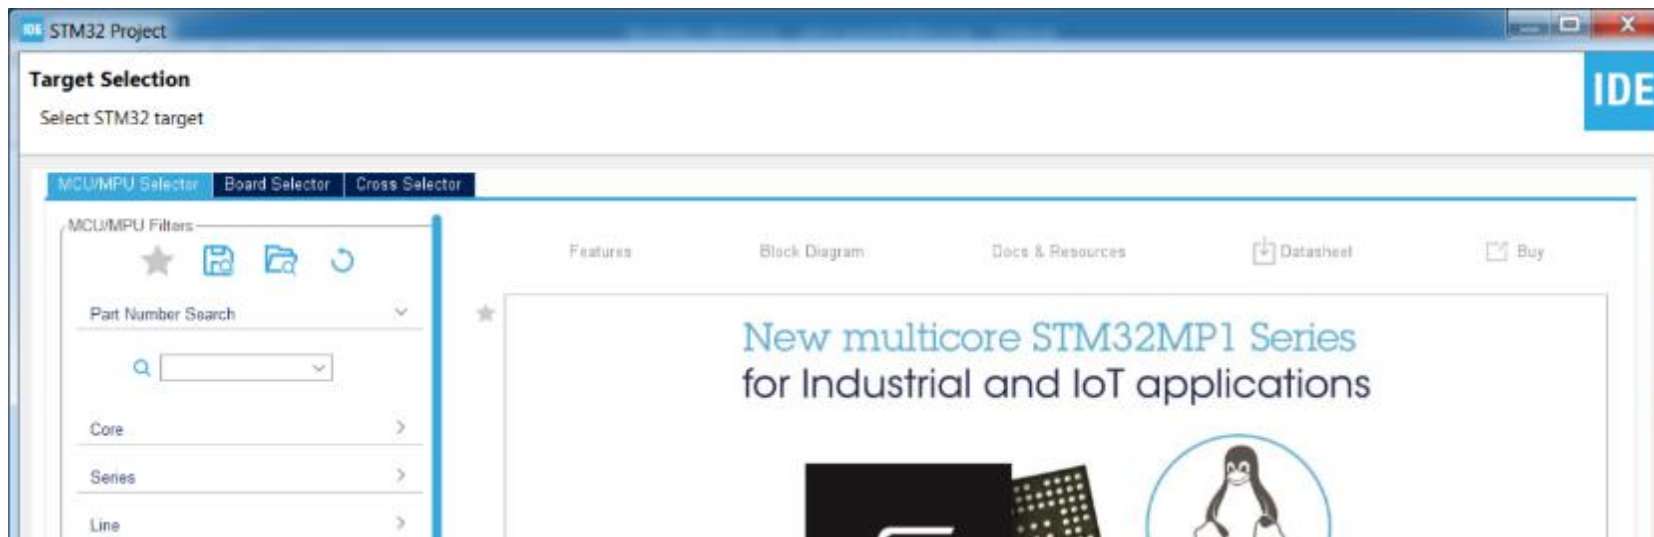 IDE STM32 Project
Target Selection
IDE
Select STM32 target
MCU/MPU Selector Board Selector Cross Selector
MCU/MPU Filters
Features Block Diagram Docs & Resources Datasheet Buy
Part Number Search
New multicore STM32MP1 Series
for Industrial and IoT applications
Core
Series
Line